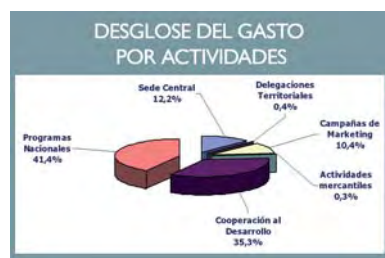 DESGLOSE DEL GASTO
POR ACTIVIDADES
Sede Central
12,2%
Delegaciones
Territoriales
0,4%
Campañas de
Marketing
10,4%
Actividades
mercantiles
0,3%
Cooperación al
Desarrollo
35,3%
Programas
Nacionales
41,4%